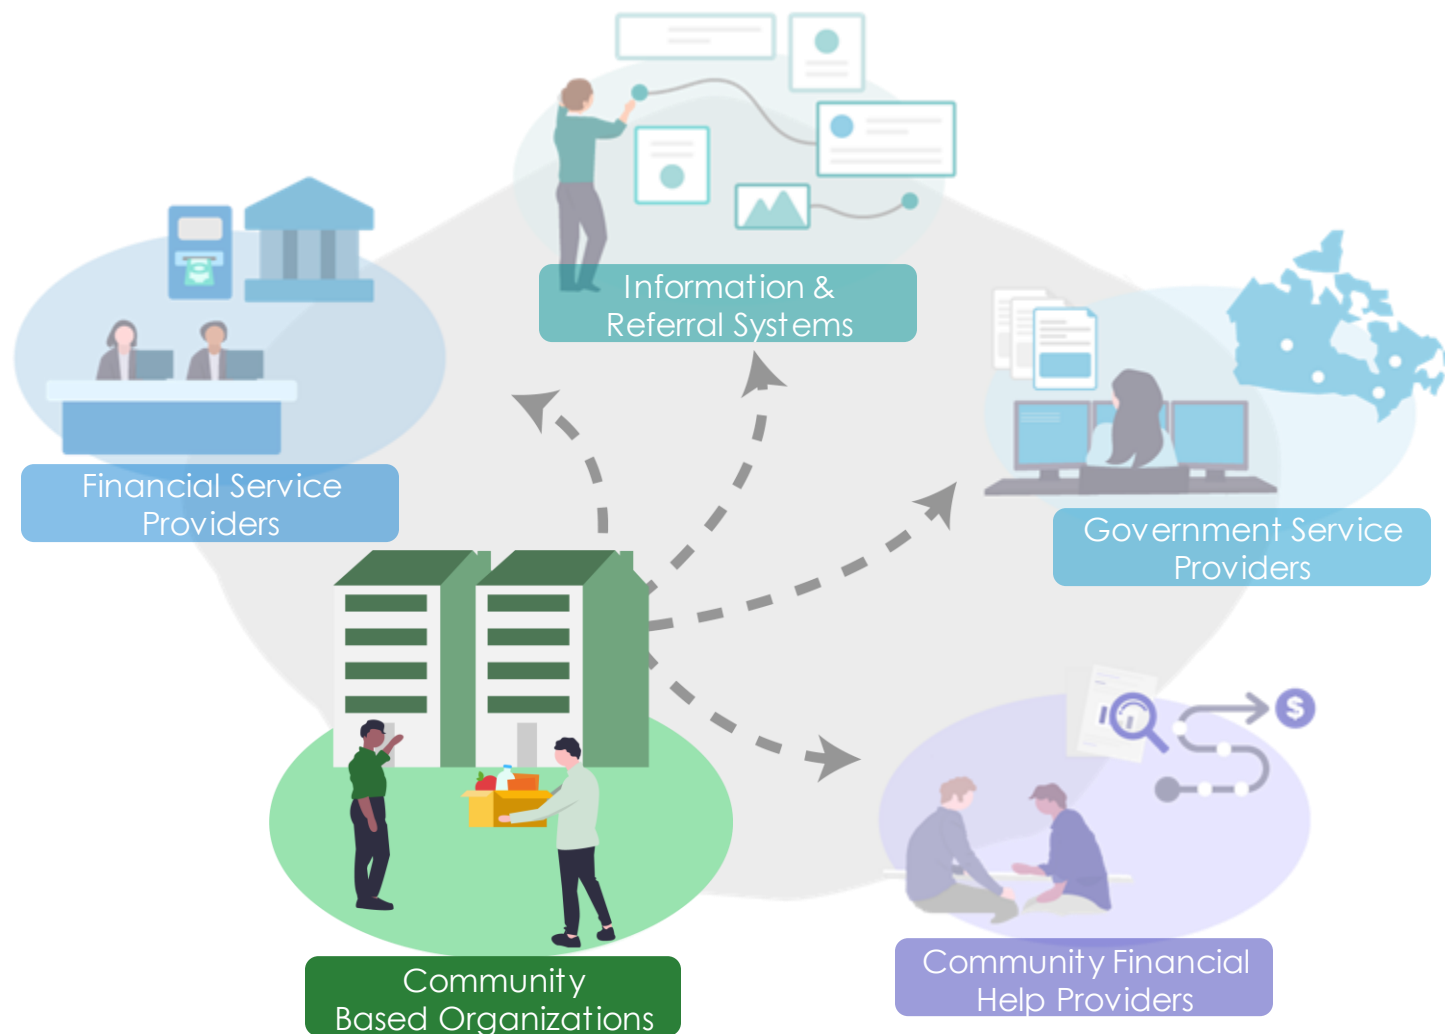 Information &
Referral Systems
Financial Service
Providers
Government Service
Providers
$
Community Financial
Help Providers
Community
Based Organizations